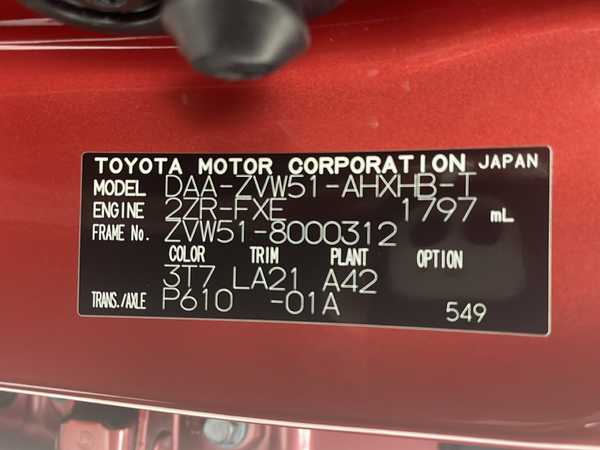 TOYOTA MOTOR CORPORATION JAPAN
MODEL DAA-ZVW51-AHXHB-T
ENGINE 2ZR-FXE 1797 mL
FRAME No. ZVW51-8000312
COLOR TRIM PLANT OPTION
3T7 LA21 A42
TRANS./AXLE P610 -01A
549